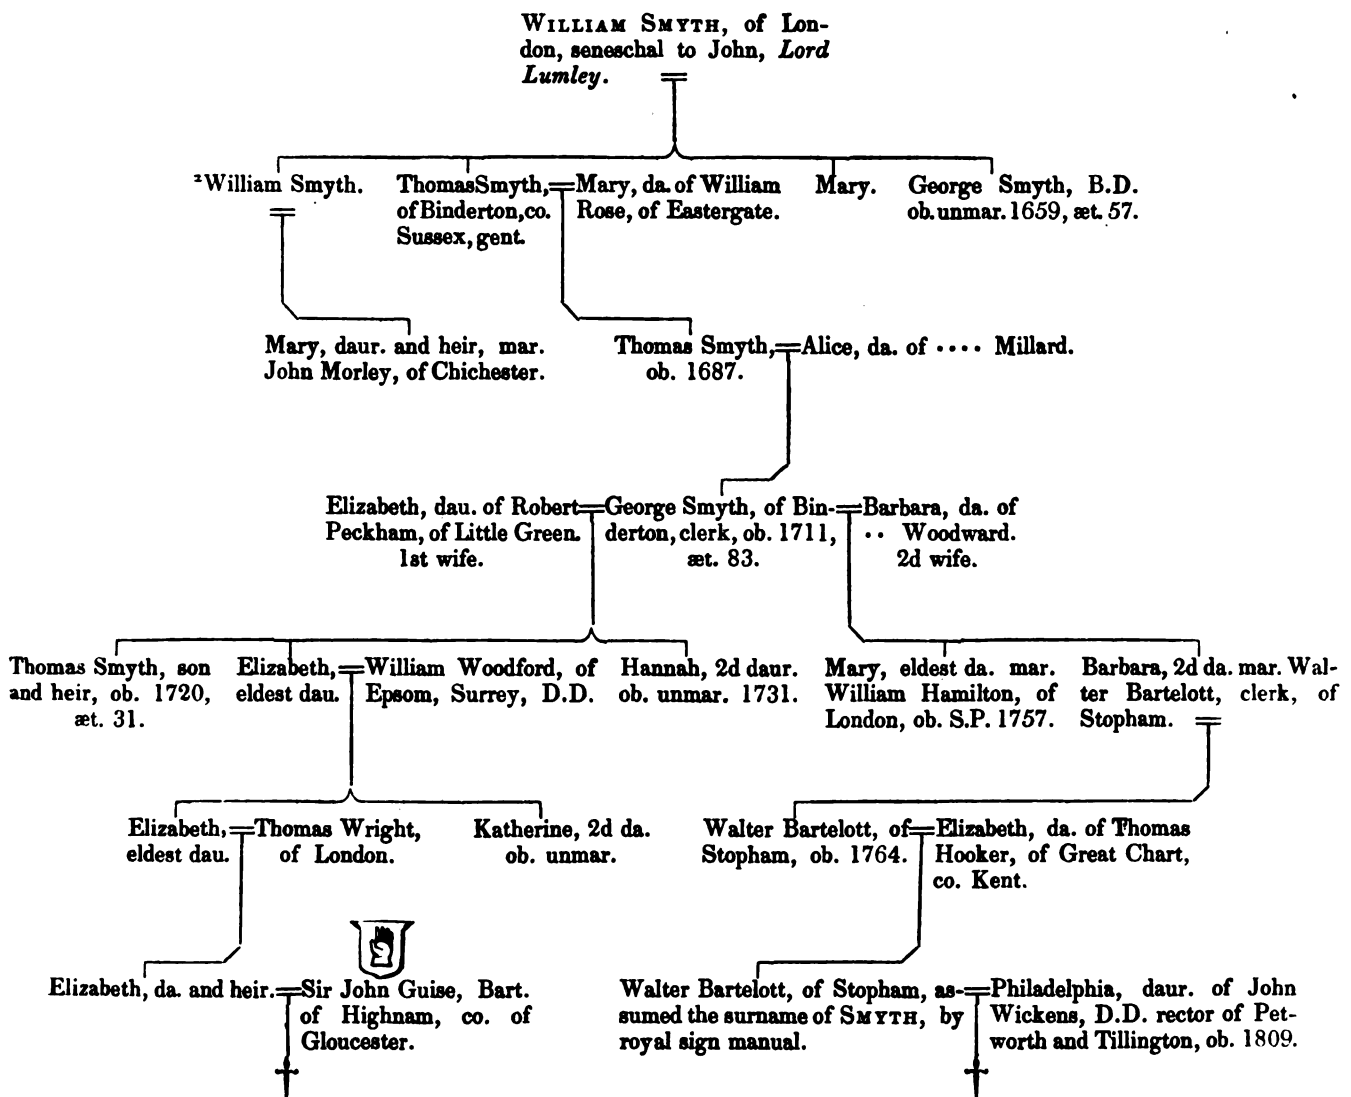 WILLIAM SMYTH, of Lon-
don, seneschal to John, Lord
Lumley.
²William Smyth.
ThomasSmyth,
of Binderton, co.
Sussex, gent.
Mary, da. of William
Rose, of Eastergate.
Mary.
George Smyth, B.D.
ob. unmar. 1659, æt. 57.
Mary, daur. and heir, mar.
John Morley, of Chichester.
Thomas Smyth,
ob. 1687.
Alice, da. of ···· Millard.
Elizabeth, dau. of Robert
Peckham, of Little Green.
1st wife.
George Smyth, of Bin-
derton, clerk, ob. 1711,
æt. 83.
Barbara, da. of
·· Woodward.
2d wife.
Thomas Smyth, son
and heir, ob. 1720,
æt. 31.
Elizabeth,
eldest dau.
William Woodford, of
Epsom, Surrey, D.D.
Hannah, 2d daur.
ob. unmar. 1731.
Mary, eldest da. mar.
William Hamilton, of
London, ob. S.P. 1757.
Barbara, 2d da. mar. Wal-
ter Bartelott, clerk, of
Stopham.
Elizabeth,
eldest dau.
Thomas Wright,
of London.
Katherine, 2d da.
ob. unmar.
Walter Bartelott, of
Stopham, ob. 1764.
Elizabeth, da. of Thomas
Hooker, of Great Chart,
co. Kent.
Elizabeth, da. and heir.
Sir John Guise, Bart.
of Highnam, co. of
Gloucester.
Walter Bartelott, of Stopham, as-
sumed the surname of SMYTH, by
royal sign manual.
Philadelphia, daur. of John
Wickens, D.D. rector of Pet-
worth and Tillington, ob. 1809.